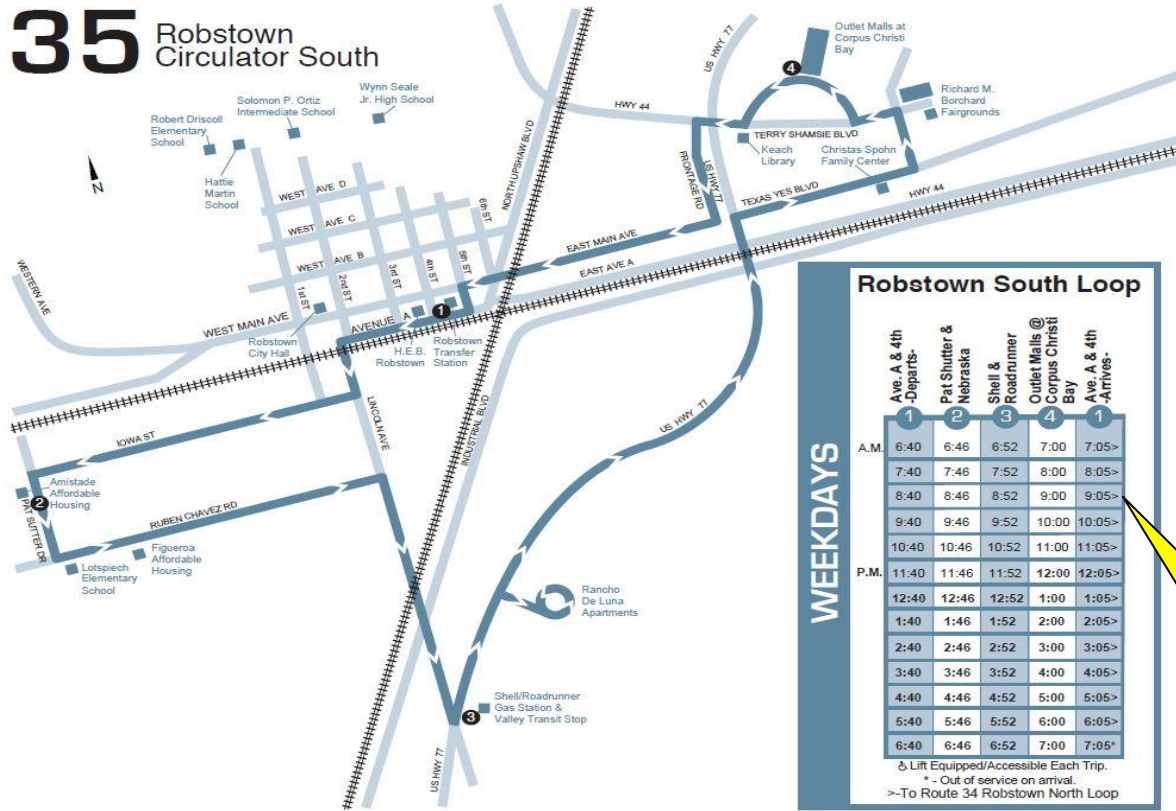 35 Robstown
Circulator South
Outlet Malls at
Corpus Christi
Bay
US HWY 77
4
Wynn Seale
Jr. High School
Solomon P. Ortiz
Intermediate School
Robert Driscoll
Elementary
School
Richard M.
Borchard
Fairgrounds
HWY 44
NORTH UPSHAW BLVD
TERRY SHAMSIE BLVD
Keach
Library
Christas Spohn
Family Center
N
Hattie
Martin
School
FRONTAGE RD
US HWY 77
TEXAS YES BLVD
HWY 44
WEST AVE D
WEST AVE C
WEST AVE B
6th ST
5th ST
4th ST
3rd ST
2nd ST
1st ST
EAST MAIN AVE
EAST AVE A
WESTERN AVE
WEST MAIN AVE
AVENUE A
1
Robstown
City Hall
H.E.B.
Robstown
Robstown
Transfer
Station
LINCOLN AVE
INDUSTRIAL BLVD
US HWY 77
IOWA ST
Amistade
Affordable
Housing
2
PAT SUTTER DR
RUBEN CHAVEZ RD
Lotspiech
Elementary
School
Figueroa
Affordable
Housing
Rancho
De Luna
Apartments
3
Shell/Roadrunner
Gas Station &
Valley Transit Stop
US HWY 77
Robstown South Loop
WEEKDAYS
Ave. A & 4th
-Departs-
Pat Shutter &
Nebraska
Shell &
Roadrunner
Outlet Malls @
Corpus Christi
Bay
Ave. A & 4th
-Arrives-
1 2 3 4 1
A.M. 6:40 6:46 6:52 7:00 7:05>
7:40 7:46 7:52 8:00 8:05>
8:40 8:46 8:52 9:00 9:05>
9:40 9:46 9:52 10:00 10:05>
10:40 10:46 10:52 11:00 11:05>
P.M. 11:40 11:46 11:52 12:00 12:05>
12:40 12:46 12:52 1:00 1:05>
1:40 1:46 1:52 2:00 2:05>
2:40 2:46 2:52 3:00 3:05>
3:40 3:46 3:52 4:00 4:05>
4:40 4:46 4:52 5:00 5:05>
5:40 5:46 5:52 6:00 6:05>
6:40 6:46 6:52 7:00 7:05*
Lift Equipped/Accessible Each Trip.
* - Out of service on arrival.
>-To Route 34 Robstown North Loop